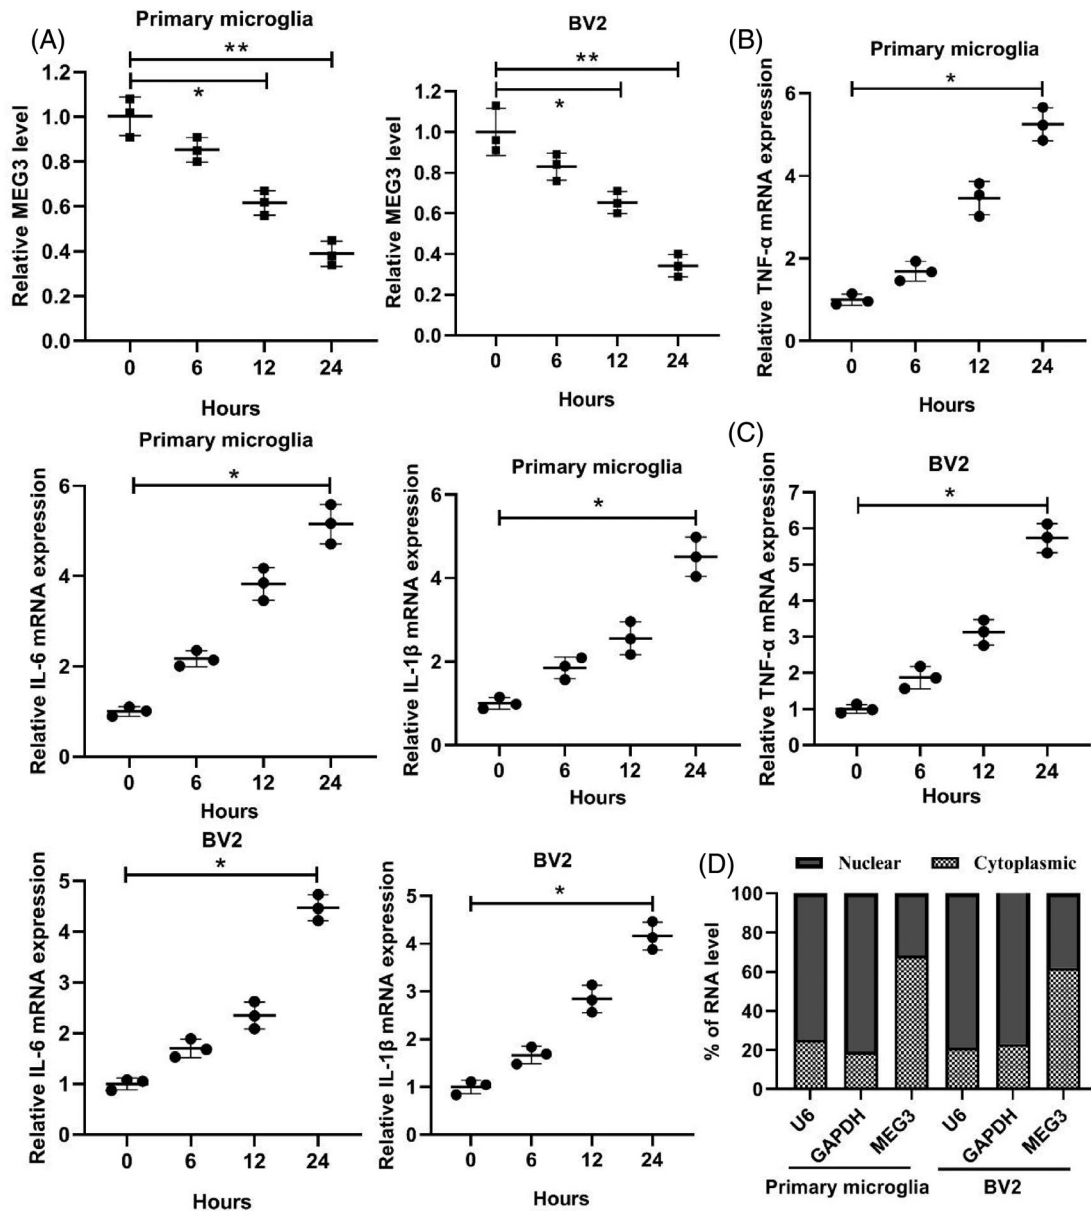 (A)
Primary microglia
**
*
Relative MEG3 level
1.2
1.0
0.8
0.6
0.4
0.2
0.0
0 6 12 24
Hours
BV2
**
*
Relative MEG3 level
1.2
1.0
0.8
0.6
0.4
0.2
0.0
0 6 12 24
Hours
(B)
Primary microglia
*
Relative TNF-α mRNA expression
6
4
2
0
0 6 12 24
Hours
Primary microglia
*
Relative IL-6 mRNA expression
6
4
2
0
0 6 12 24
Hours
Primary microglia
*
Relative IL-1β mRNA expression
6
4
2
0
0 6 12 24
Hours
(C)
BV2
*
Relative TNF-α mRNA expression
7
6
5
4
3
2
1
0
0 6 12 24
Hours
BV2
*
Relative IL-6 mRNA expression
5
4
3
2
1
0
0 6 12 24
Hours
BV2
*
Relative IL-1β mRNA expression
5
4
3
2
1
0
0 6 12 24
Hours
(D)
Nuclear Cytoplasmic
% of RNA level
100
80
60
40
20
0
U6 GAPDH MEG3 U6 GAPDH MEG3
Primary microglia BV2